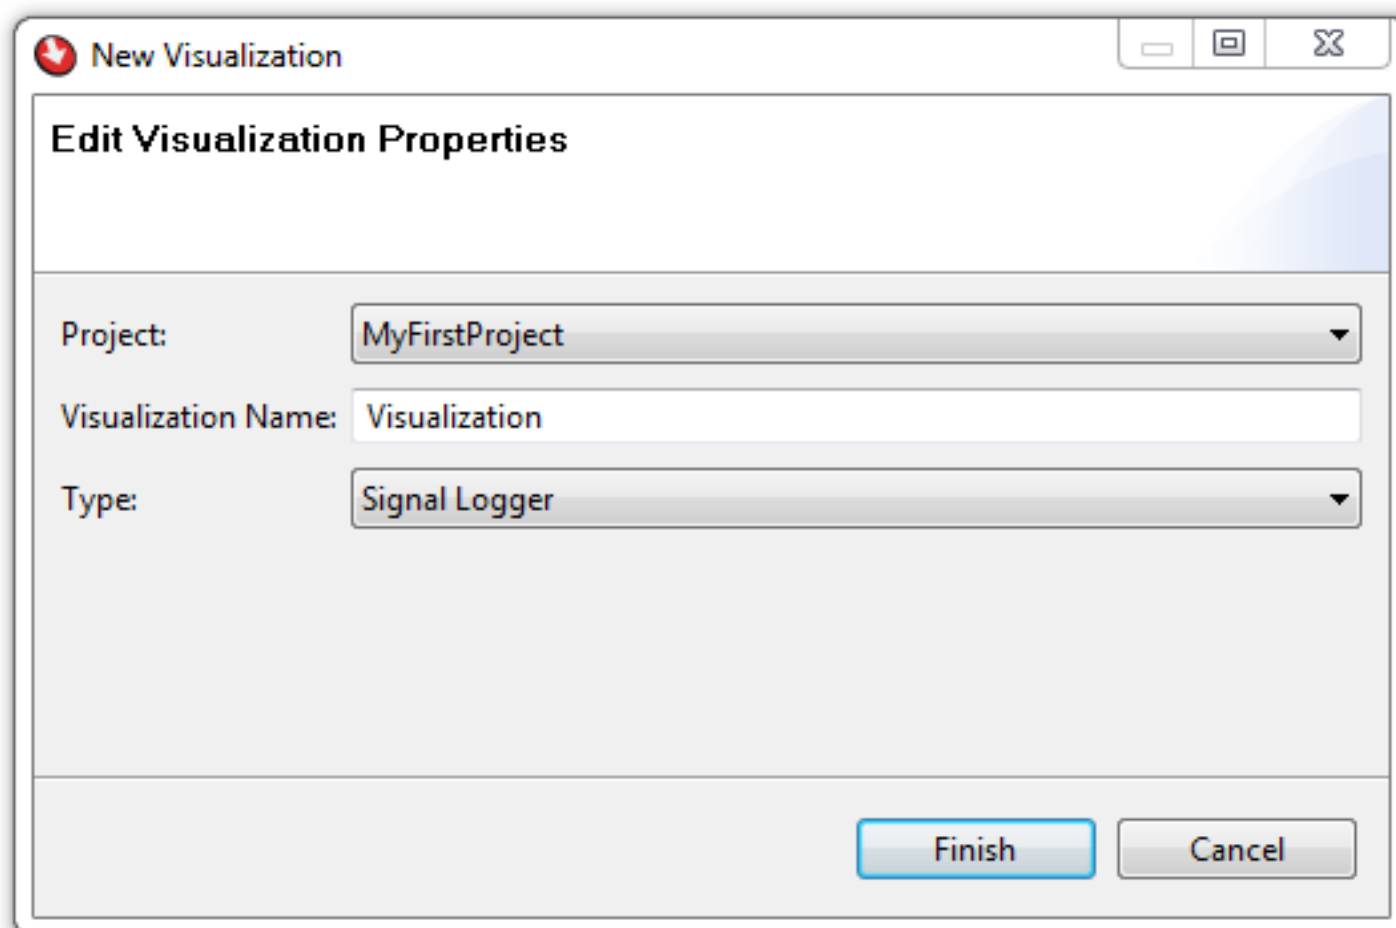 New Visualization
Edit Visualization Properties
Project: MyFirstProject
Visualization Name: Visualization
Type: Signal Logger
Finish Cancel